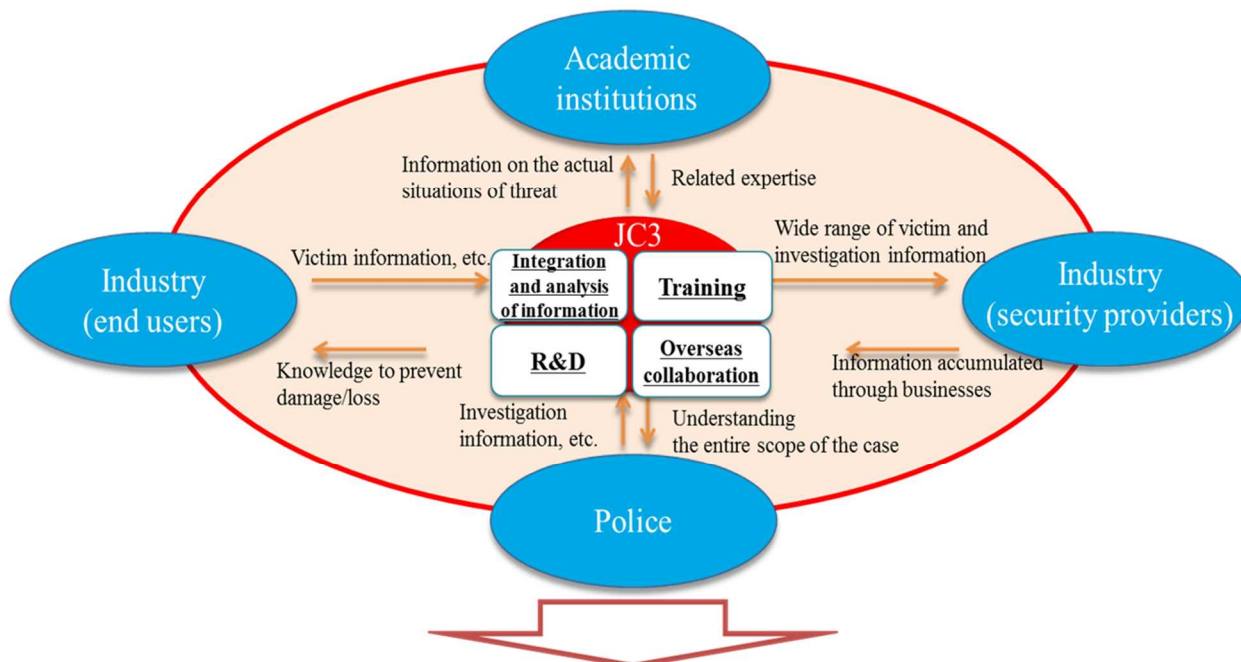 Academic
institutions
Information on the actual
situations of threat
Related expertise
JC3
Wide range of victim and
investigation information
Victim information, etc.
Integration
and analysis
of information
Training
Industry
(end users)
Industry
(security providers)
R&D
Overseas
collaboration
Knowledge to prevent
damage/loss
Information accumulated
through businesses
Investigation
information, etc.
Understanding
the entire scope of the case
Police